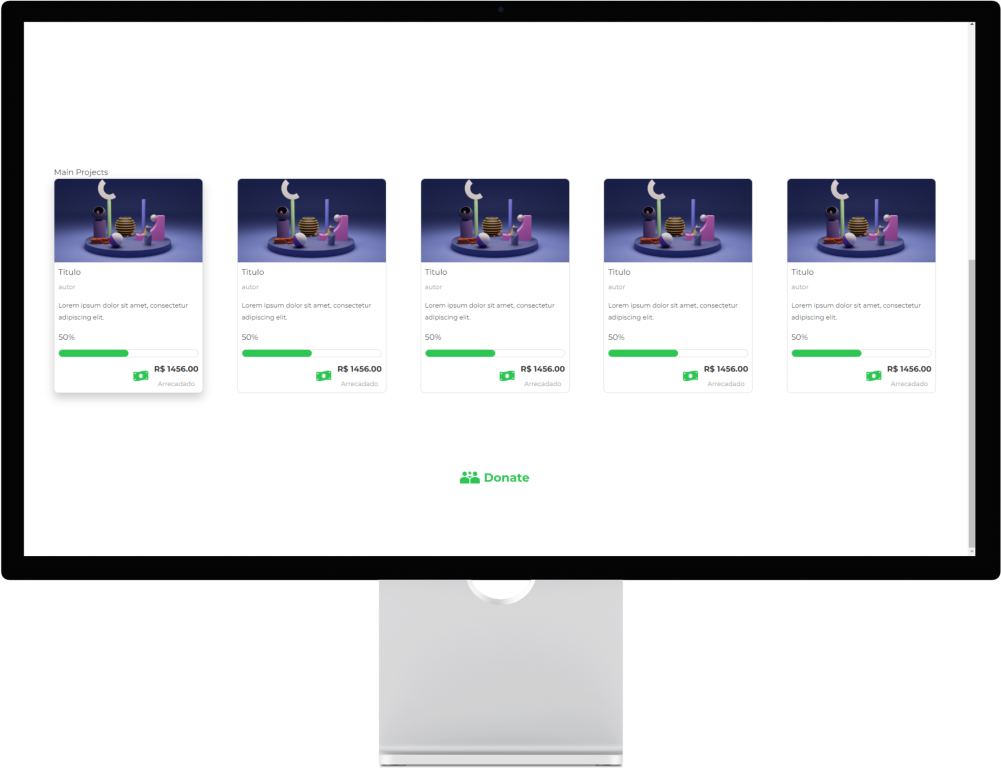 Main Projects
Titulo
autor
Lorem ipsum dolor sit amet, consectetur
adipiscing elit.
50%
R$ 1456.00
Arrecadado
Titulo
autor
Lorem ipsum dolor sit amet, consectetur
adipiscing elit.
50%
R$ 1456.00
Arrecadado
Titulo
autor
Lorem ipsum dolor sit amet, consectetur
adipiscing elit.
50%
R$ 1456.00
Arrecadado
Titulo
autor
Lorem ipsum dolor sit amet, consectetur
adipiscing elit.
50%
R$ 1456.00
Arrecadado
Titulo
autor
Lorem ipsum dolor sit amet, consectetur
adipiscing elit.
50%
R$ 1456.00
Arrecadado
Donate